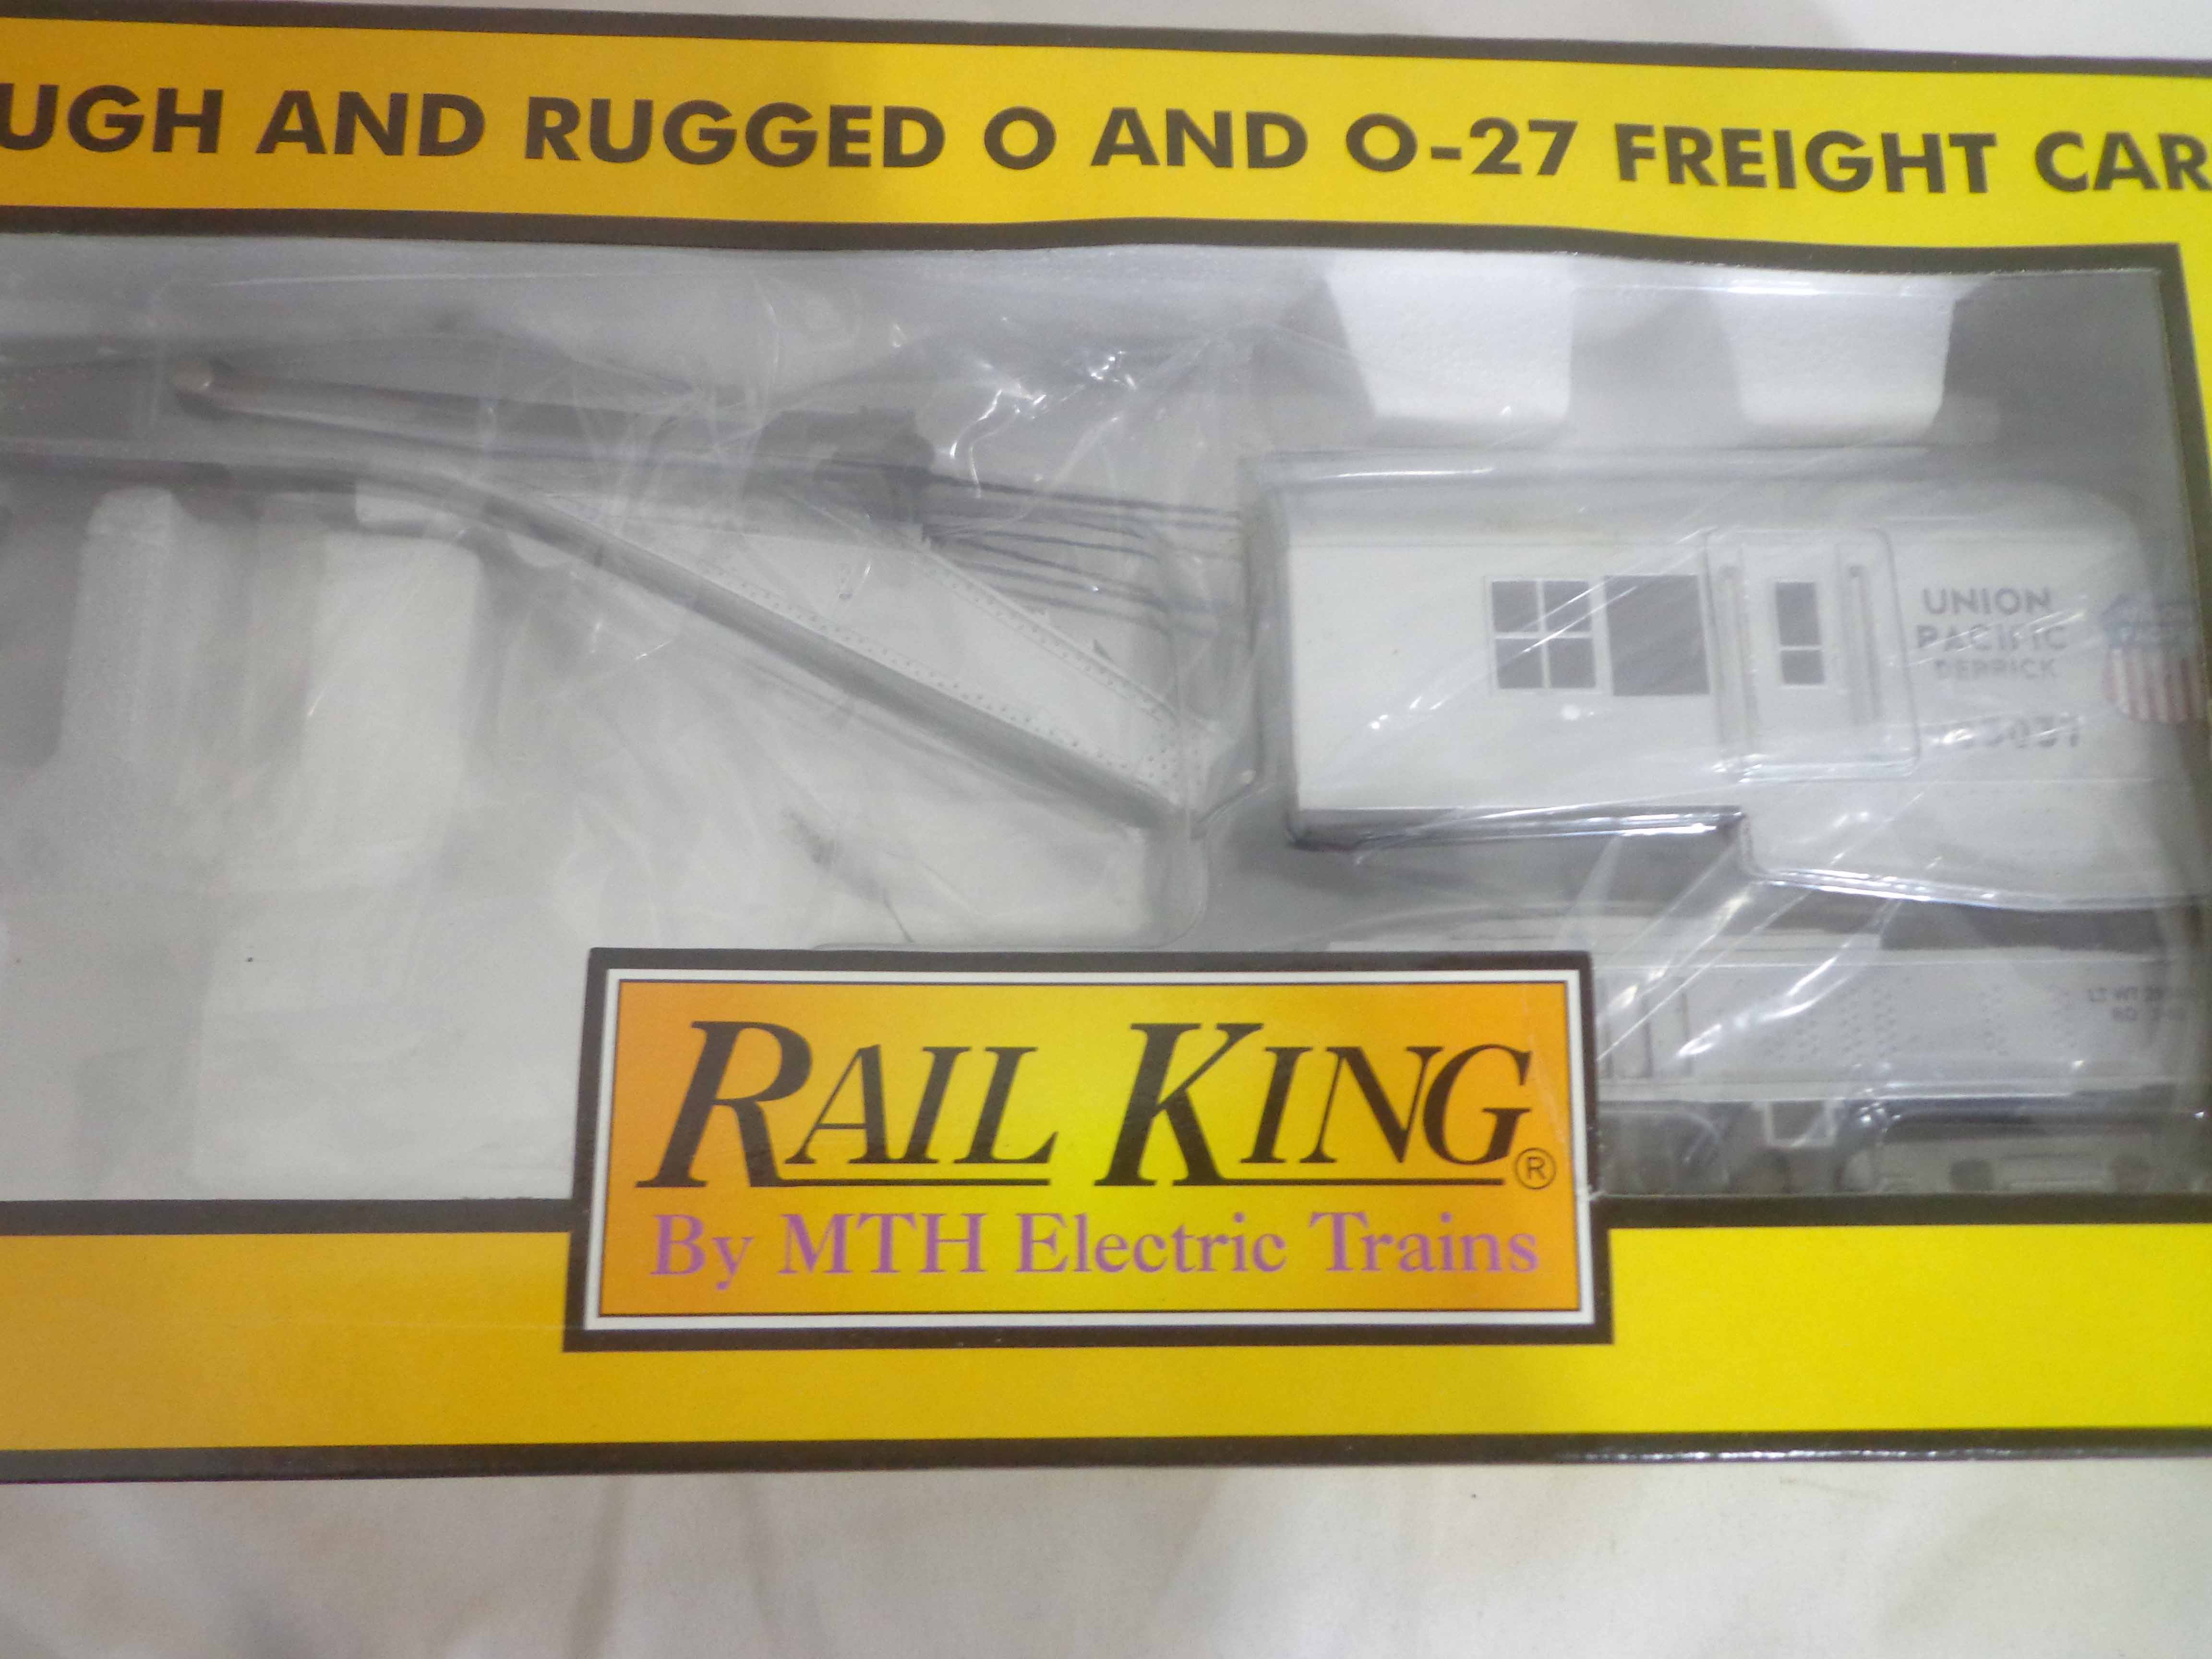 UGH AND RUGGED O AND O-27 FREIGHT CAR
UNION
PACIFIC
DERRICK
RAIL KING®
By MTH Electric Trains